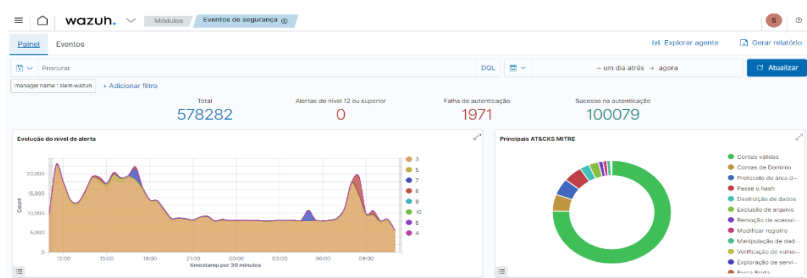 wazuh. Módulos Eventos de segurança
S
Painel Eventos
Explorar agente Gerar relatório
Procurar DQL ~ um dia atrás → agora Atualizar
manager.name : siem-wazuh + Adicionar filtro
Total Alertas de nível 12 ou superior Falha de autenticação Sucesso na autenticação
578282 0 1971 100079
Evolução do nível de alerta
Count
20,000
15,000
10,000
5,000
0
12:00 15:00 18:00 21:00 00:00 03:00 06:00 09:00
timestamp por 30 minutos
3
5
7
6
9
10
8
4
Principais ATT&CKS MITRE
Contas válidas
Contas de Domínio
Protocolo de área d...
Passe o hash
Destruição de dados
Exclusão de arquivo
Remoção de acesso...
Modificar registro
Manipulação de dad...
Verificação de vulne...
Exploração de servi...
Força Bruta